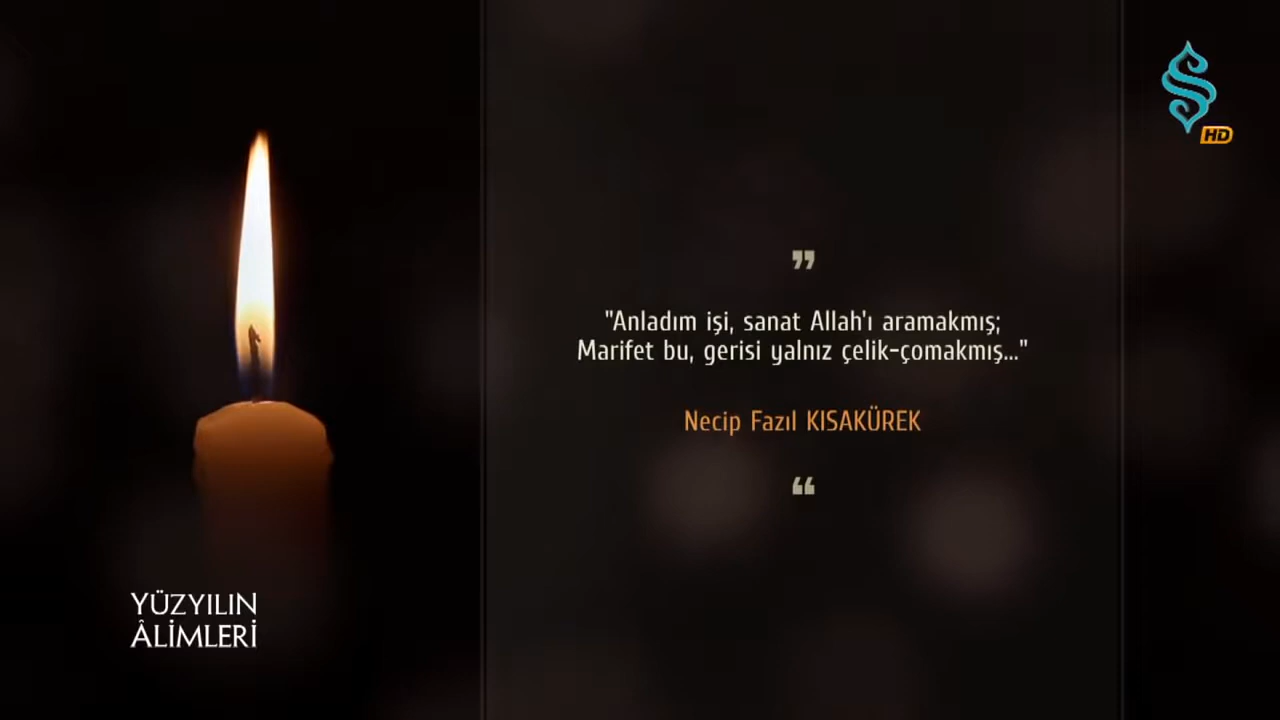 HD
"Anladım işi, sanat Allah'ı aramakmış;
Marifet bu, gerisi yalnız çelik-çomakmış..."
Necip Fazıl KISAKÜREK
YÜZYILIN
ÂLİMLERİ